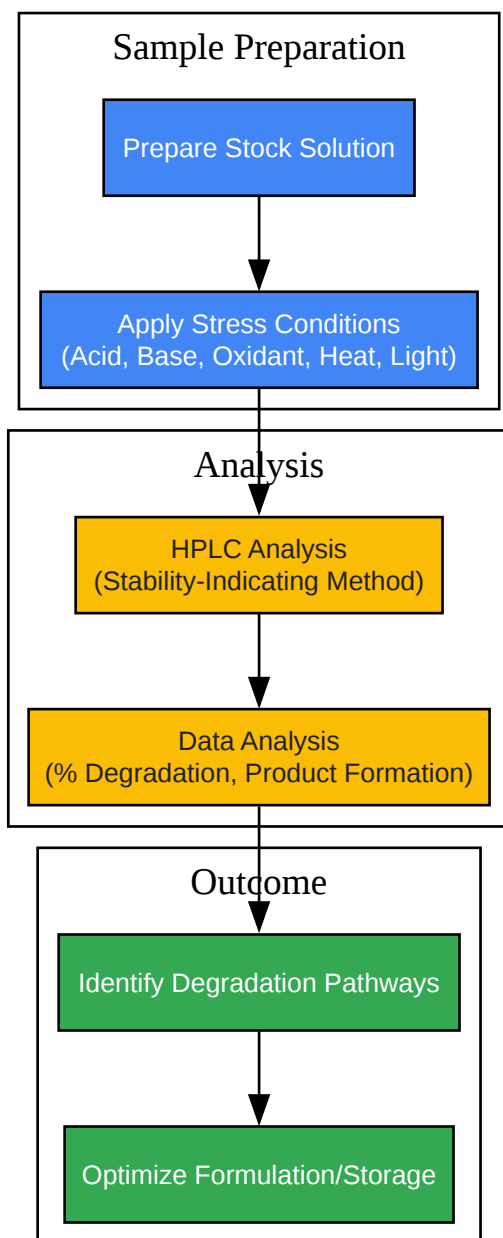 Sample Preparation
Prepare Stock Solution
Apply Stress Conditions
(Acid, Base, Oxidant, Heat, Light)
Analysis
HPLC Analysis
(Stability-Indicating Method)
Data Analysis
(% Degradation, Product Formation)
Outcome
Identify Degradation Pathways
Optimize Formulation/Storage